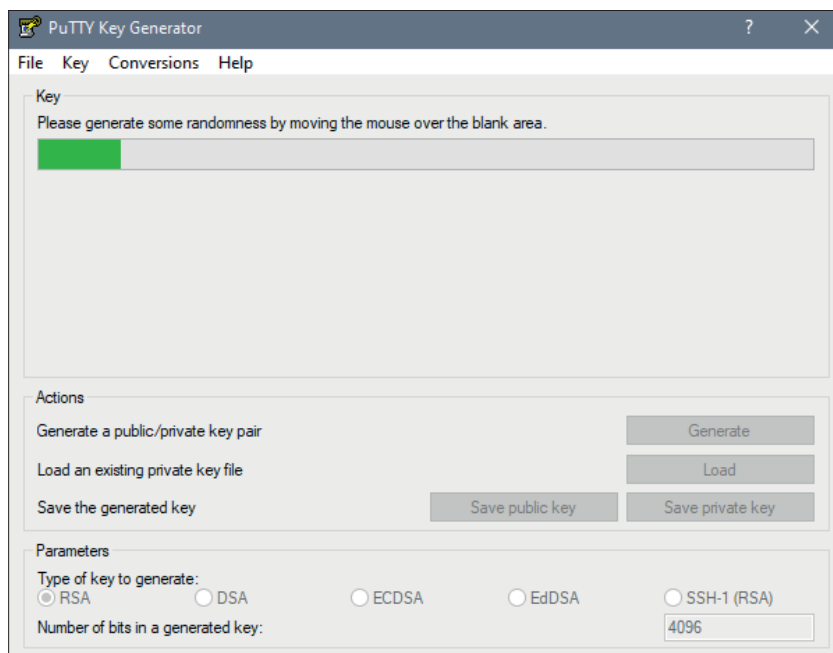 PuTTY Key Generator ? ×
File Key Conversions Help
Key
Please generate some randomness by moving the mouse over the blank area.
Actions
Generate a public/private key pair Generate
Load an existing private key file Load
Save the generated key Save public key Save private key
Parameters
Type of key to generate:
RSA DSA ECDSA EdDSA SSH-1 (RSA)
Number of bits in a generated key: 4096